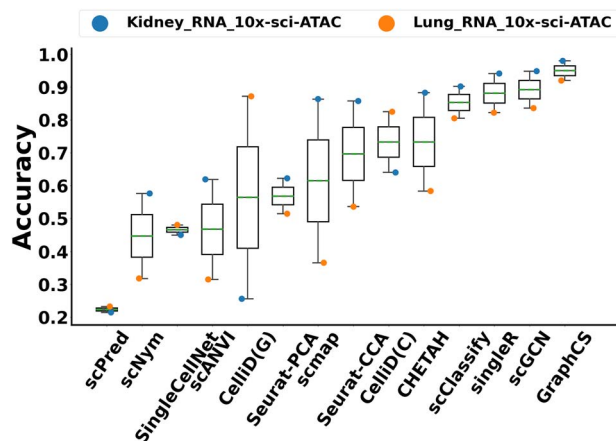 Kidney_RNA_10x-sci-ATAC Lung_RNA_10x-sci-ATAC
1.0
0.9
0.8
0.7
0.6
0.5
0.4
0.3
0.2
Accuracy
scPred
scNym
SingleCellNet
scANVI
CelliD(G)
Seurat-PCA
scmap
Seurat-CCA
CelliD(C)
CHETAH
scClassify
singleR
scGCN
GraphCS